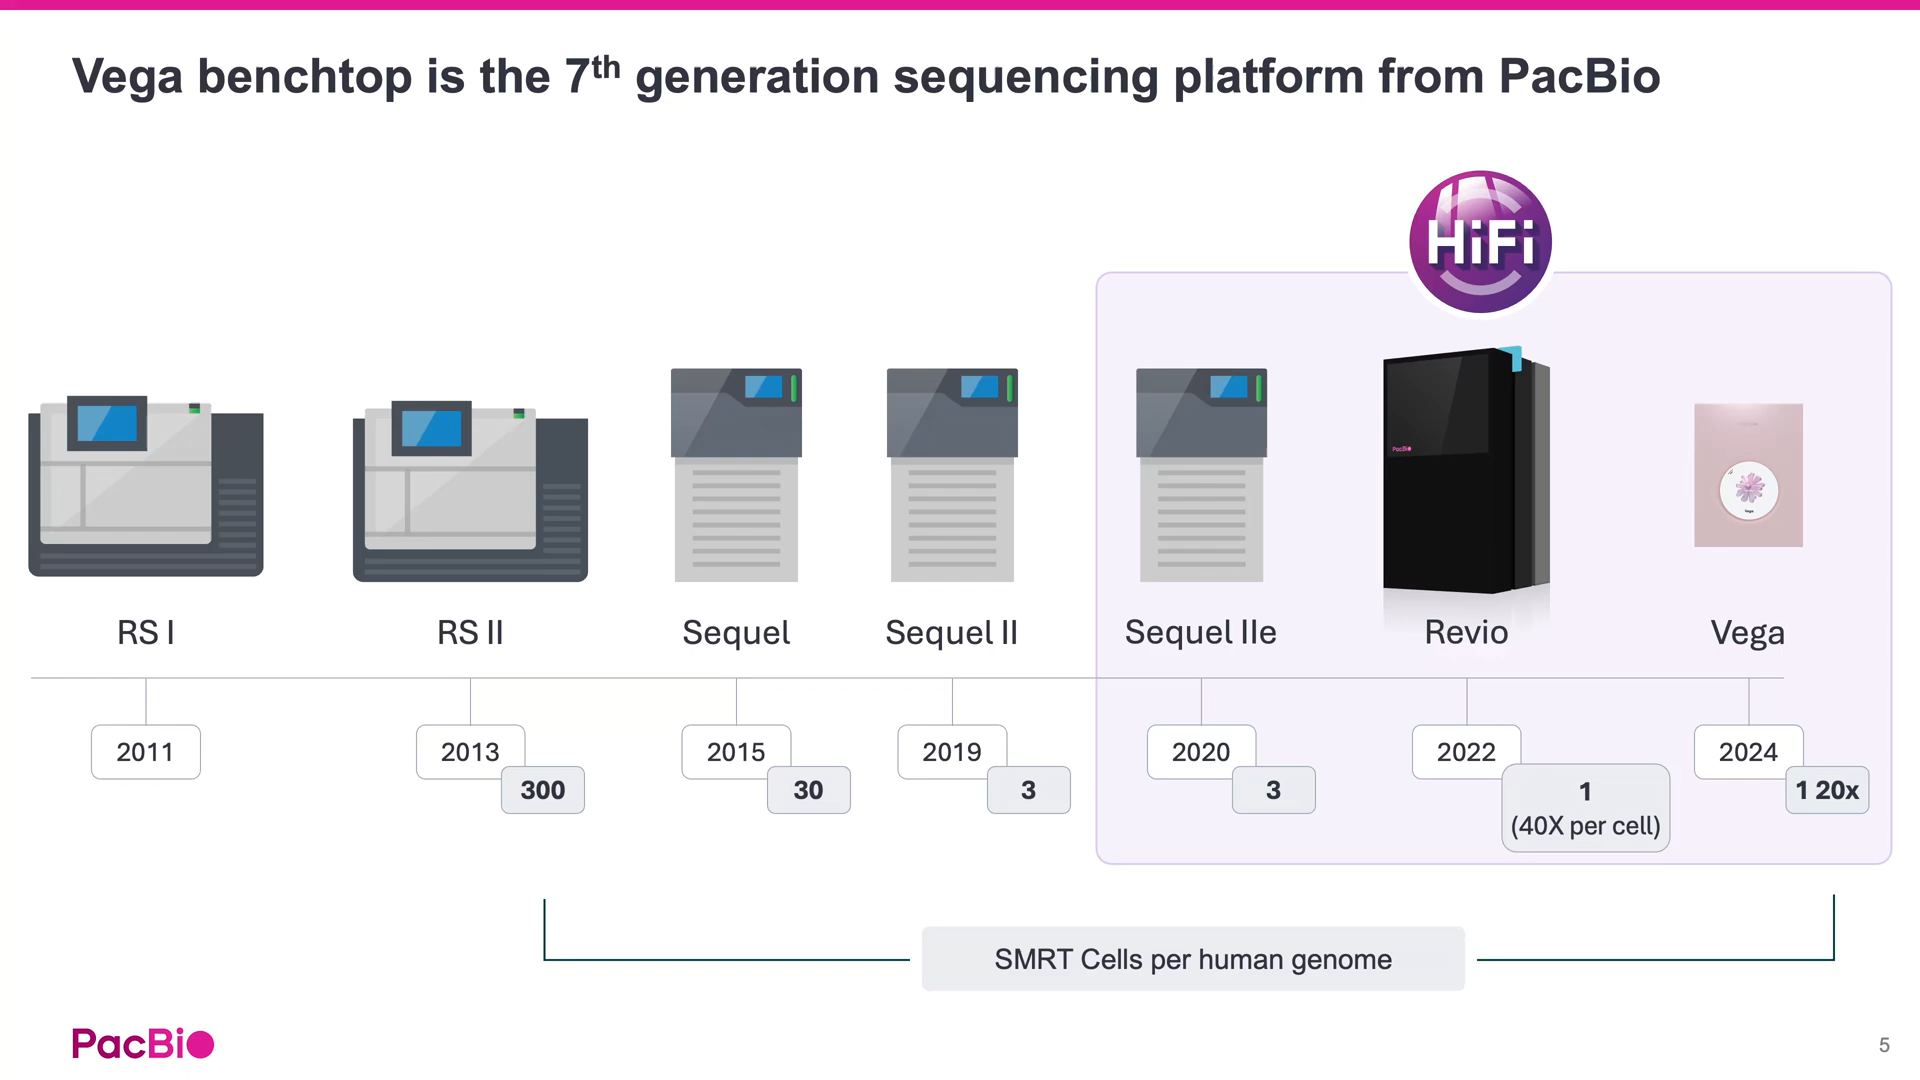 Vega benchtop is the 7th generation sequencing platform from PacBio
HiFi
PacBio
Vega
RS I
RS II
Sequel
Sequel II
Sequel IIe
Revio
Vega
2011
2013
2015
2019
2020
2022
2024
300
30
3
3
1
(40X per cell)
1 20x
SMRT Cells per human genome
PacBio
5